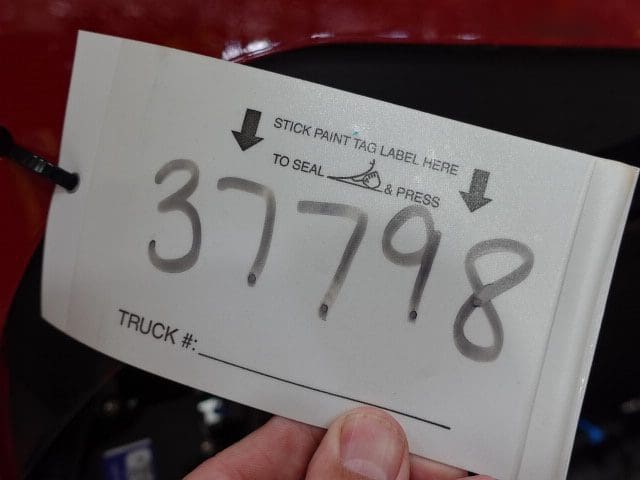 STICK PAINT TAG LABEL HERE
TO SEAL & PRESS
37798
TRUCK #: